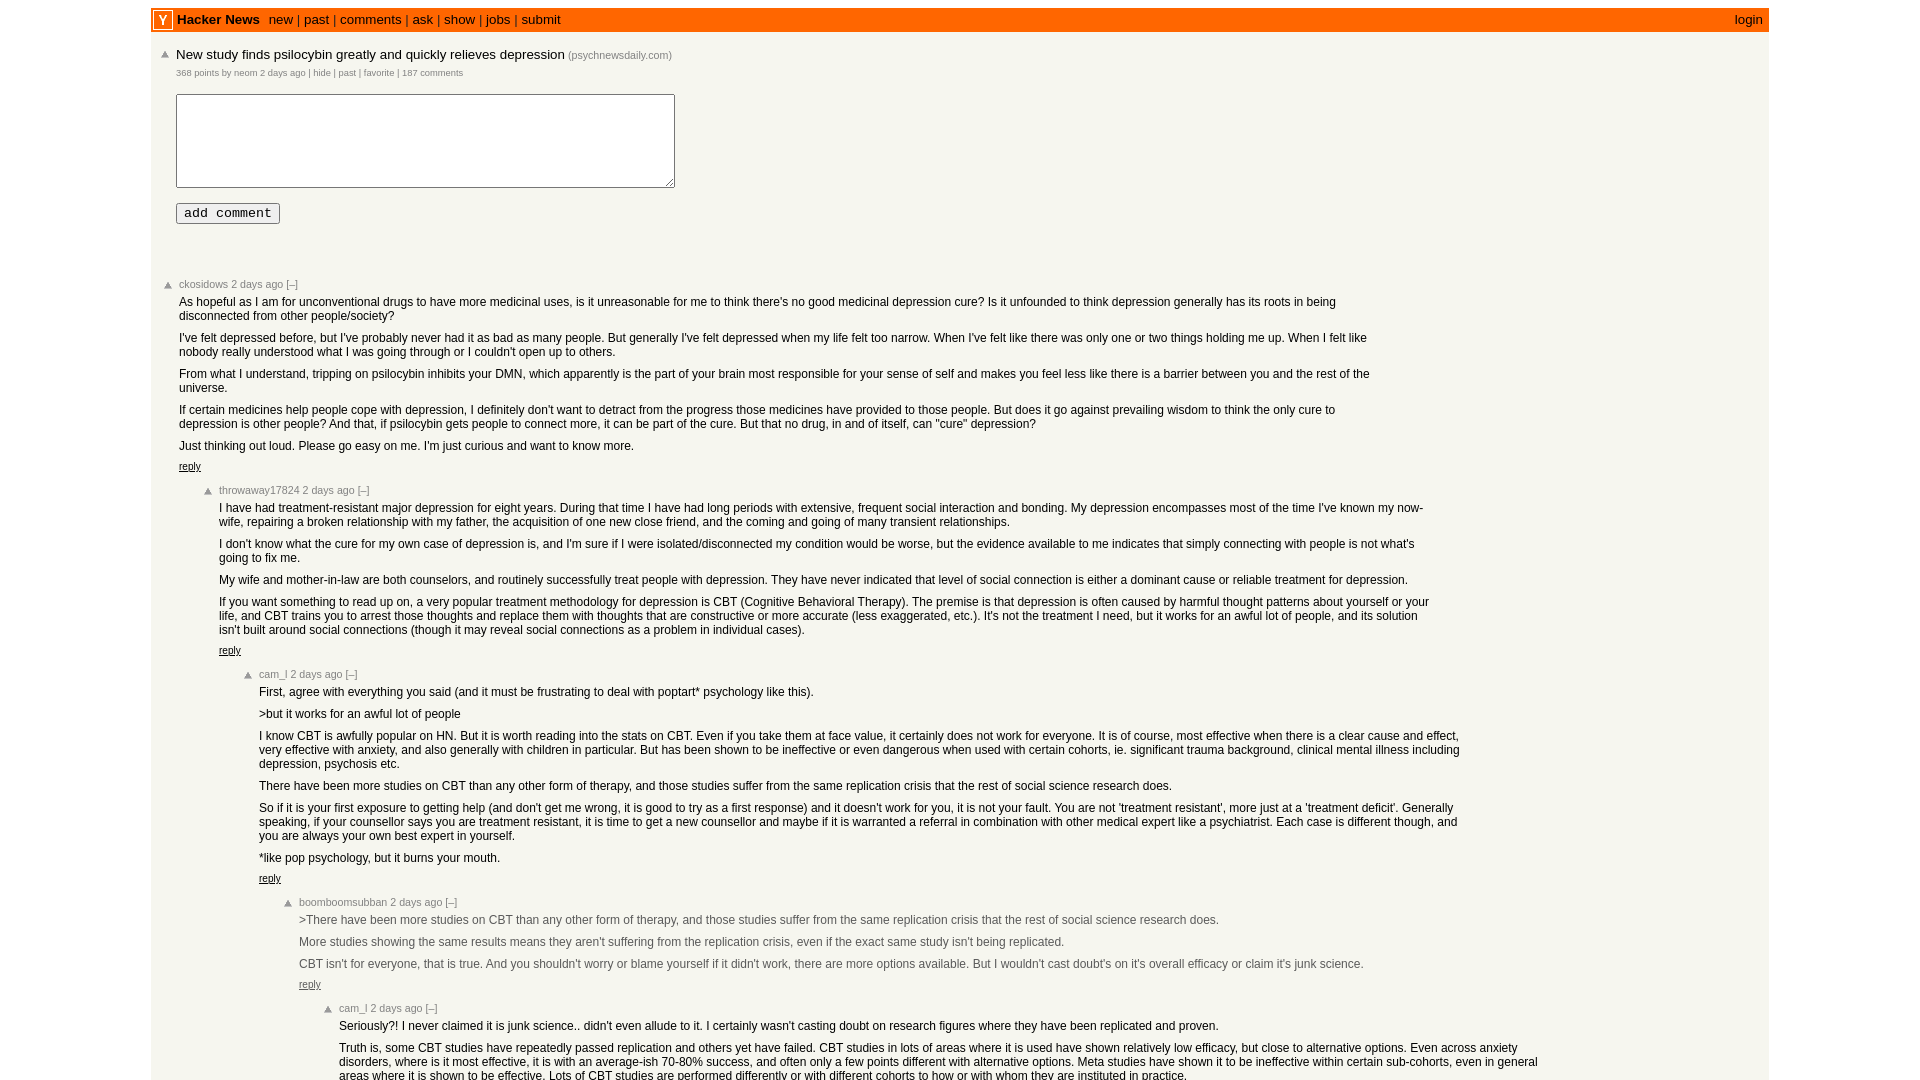 Y Hacker News new | past | comments | ask | show | jobs | submit login
New study finds psilocybin greatly and quickly relieves depression (psychnewsdaily.com)
368 points by neom 2 days ago | hide | past | favorite | 187 comments
add comment
ckosidows 2 days ago [–]
As hopeful as I am for unconventional drugs to have more medicinal uses, is it unreasonable for me to think there's no good medicinal depression cure? Is it unfounded to think depression generally has its roots in being
disconnected from other people/society?
I've felt depressed before, but I've probably never had it as bad as many people. But generally I've felt depressed when my life felt too narrow. When I've felt like there was only one or two things holding me up. When I felt like
nobody really understood what I was going through or I couldn't open up to others.
From what I understand, tripping on psilocybin inhibits your DMN, which apparently is the part of your brain most responsible for your sense of self and makes you feel less like there is a barrier between you and the rest of the
universe.
If certain medicines help people cope with depression, I definitely don't want to detract from the progress those medicines have provided to those people. But does it go against prevailing wisdom to think the only cure to
depression is other people? And that, if psilocybin gets people to connect more, it can be part of the cure. But that no drug, in and of itself, can "cure" depression?
Just thinking out loud. Please go easy on me. I'm just curious and want to know more.
reply
throwaway17824 2 days ago [–]
I have had treatment-resistant major depression for eight years. During that time I have had long periods with extensive, frequent social interaction and bonding. My depression encompasses most of the time I've known my now-
wife, repairing a broken relationship with my father, the acquisition of one new close friend, and the coming and going of many transient relationships.
I don't know what the cure for my own case of depression is, and I'm sure if I were isolated/disconnected my condition would be worse, but the evidence available to me indicates that simply connecting with people is not what's
going to fix me.
My wife and mother-in-law are both counselors, and routinely successfully treat people with depression. They have never indicated that level of social connection is either a dominant cause or reliable treatment for depression.
If you want something to read up on, a very popular treatment methodology for depression is CBT (Cognitive Behavioral Therapy). The premise is that depression is often caused by harmful thought patterns about yourself or your
life, and CBT trains you to arrest those thoughts and replace them with thoughts that are constructive or more accurate (less exaggerated, etc.). It's not the treatment I need, but it works for an awful lot of people, and its solution
isn't built around social connections (though it may reveal social connections as a problem in individual cases).
reply
cam_l 2 days ago [–]
First, agree with everything you said (and it must be frustrating to deal with poptart* psychology like this).
>but it works for an awful lot of people
I know CBT is awfully popular on HN. But it is worth reading into the stats on CBT. Even if you take them at face value, it certainly does not work for everyone. It is of course, most effective when there is a clear cause and effect,
very effective with anxiety, and also generally with children in particular. But has been shown to be ineffective or even dangerous when used with certain cohorts, ie. significant trauma background, clinical mental illness including
depression, psychosis etc.
There have been more studies on CBT than any other form of therapy, and those studies suffer from the same replication crisis that the rest of social science research does.
So if it is your first exposure to getting help (and don't get me wrong, it is good to try as a first response) and it doesn't work for you, it is not your fault. You are not 'treatment resistant', more just at a 'treatment deficit'. Generally
speaking, if your counsellor says you are treatment resistant, it is time to get a new counsellor and maybe if it is warranted a referral in combination with other medical expert like a psychiatrist. Each case is different though, and
you are always your own best expert in yourself.
*like pop psychology, but it burns your mouth.
reply
boomboomsubban 2 days ago [–]
>There have been more studies on CBT than any other form of therapy, and those studies suffer from the same replication crisis that the rest of social science research does.
More studies showing the same results means they aren't suffering from the replication crisis, even if the exact same study isn't being replicated.
CBT isn't for everyone, that is true. And you shouldn't worry or blame yourself if it didn't work, there are more options available. But I wouldn't cast doubt's on it's overall efficacy or claim it's junk science.
reply
cam_l 2 days ago [–]
Seriously?! I never claimed it is junk science.. didn't even allude to it. I certainly wasn't casting doubt on research figures where they have been replicated and proven.
Truth is, some CBT studies have repeatedly passed replication and others yet have failed. CBT studies in lots of areas where it is used have shown relatively low efficacy, but close to alternative options. Even across anxiety
disorders, where is it most effective, it is with an average-ish 70-80% success, and often only a few points different with alternative options. Meta studies have shown it to be ineffective within certain sub-cohorts, even in general
areas where it is shown to be effective. Lots of CBT studies are performed differently or with different cohorts to how or with whom they are instituted in practice.